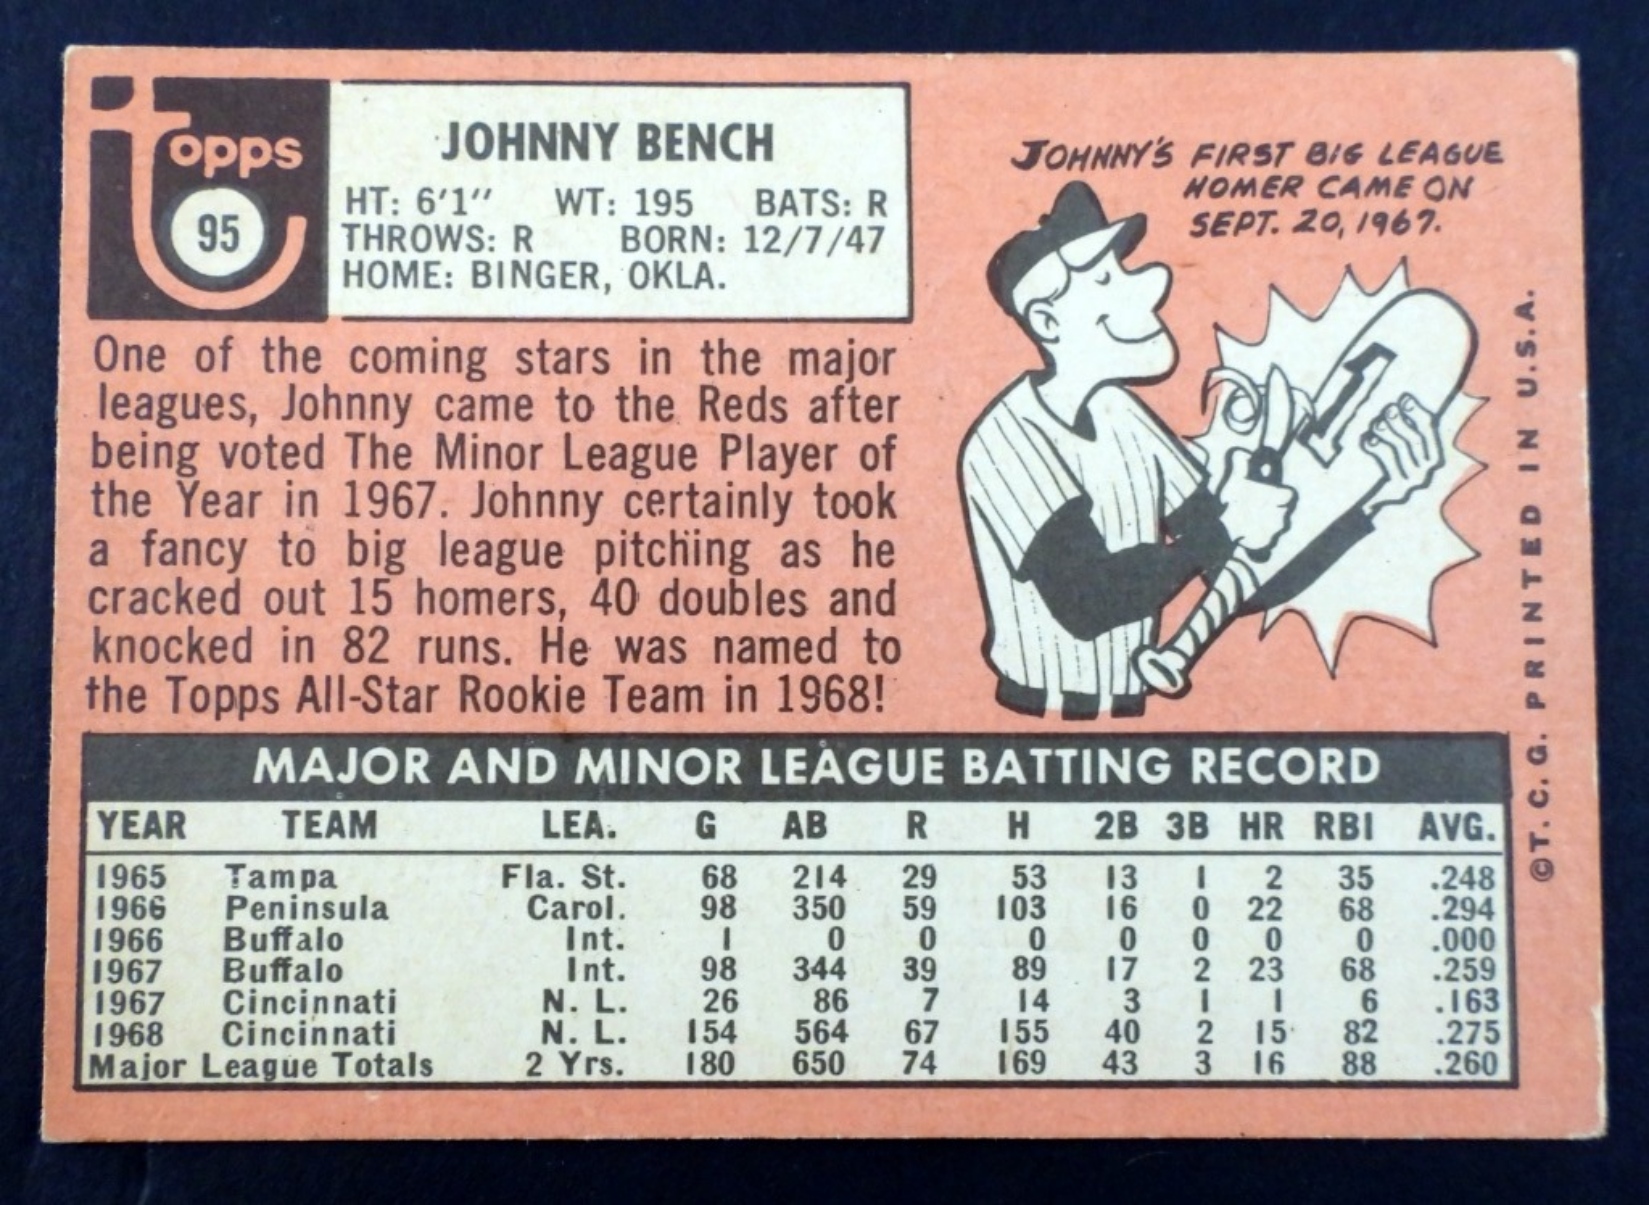 topps
95
JOHNNY BENCH
HT: 6'1" WT: 195 BATS: R
THROWS: R BORN: 12/7/47
HOME: BINGER, OKLA.
One of the coming stars in the major
leagues, Johnny came to the Reds after
being voted The Minor League Player of
the Year in 1967. Johnny certainly took
a fancy to big league pitching as he
cracked out 15 homers, 40 doubles and
knocked in 82 runs. He was named to
the Topps All-Star Rookie Team in 1968!
JOHNNY'S FIRST BIG LEAGUE
HOMER CAME ON
SEPT. 20, 1967.
1
©T.C.G. PRINTED IN U.S.A.
MAJOR AND MINOR LEAGUE BATTING RECORD
YEAR TEAM LEA. G AB R H 2B 3B HR RBI AVG.
1965 Tampa Fla. St. 68 214 29 53 13 1 2 35 .248
1966 Peninsula Carol. 98 350 59 103 16 0 22 68 .294
1966 Buffalo Int. 1 0 0 0 0 0 0 0 .000
1967 Buffalo Int. 98 344 39 89 17 2 23 68 .259
1967 Cincinnati N. L. 26 86 7 14 3 1 1 6 .163
1968 Cincinnati N. L. 154 564 67 155 40 2 15 82 .275
Major League Totals 2 Yrs. 180 650 74 169 43 3 16 88 .260